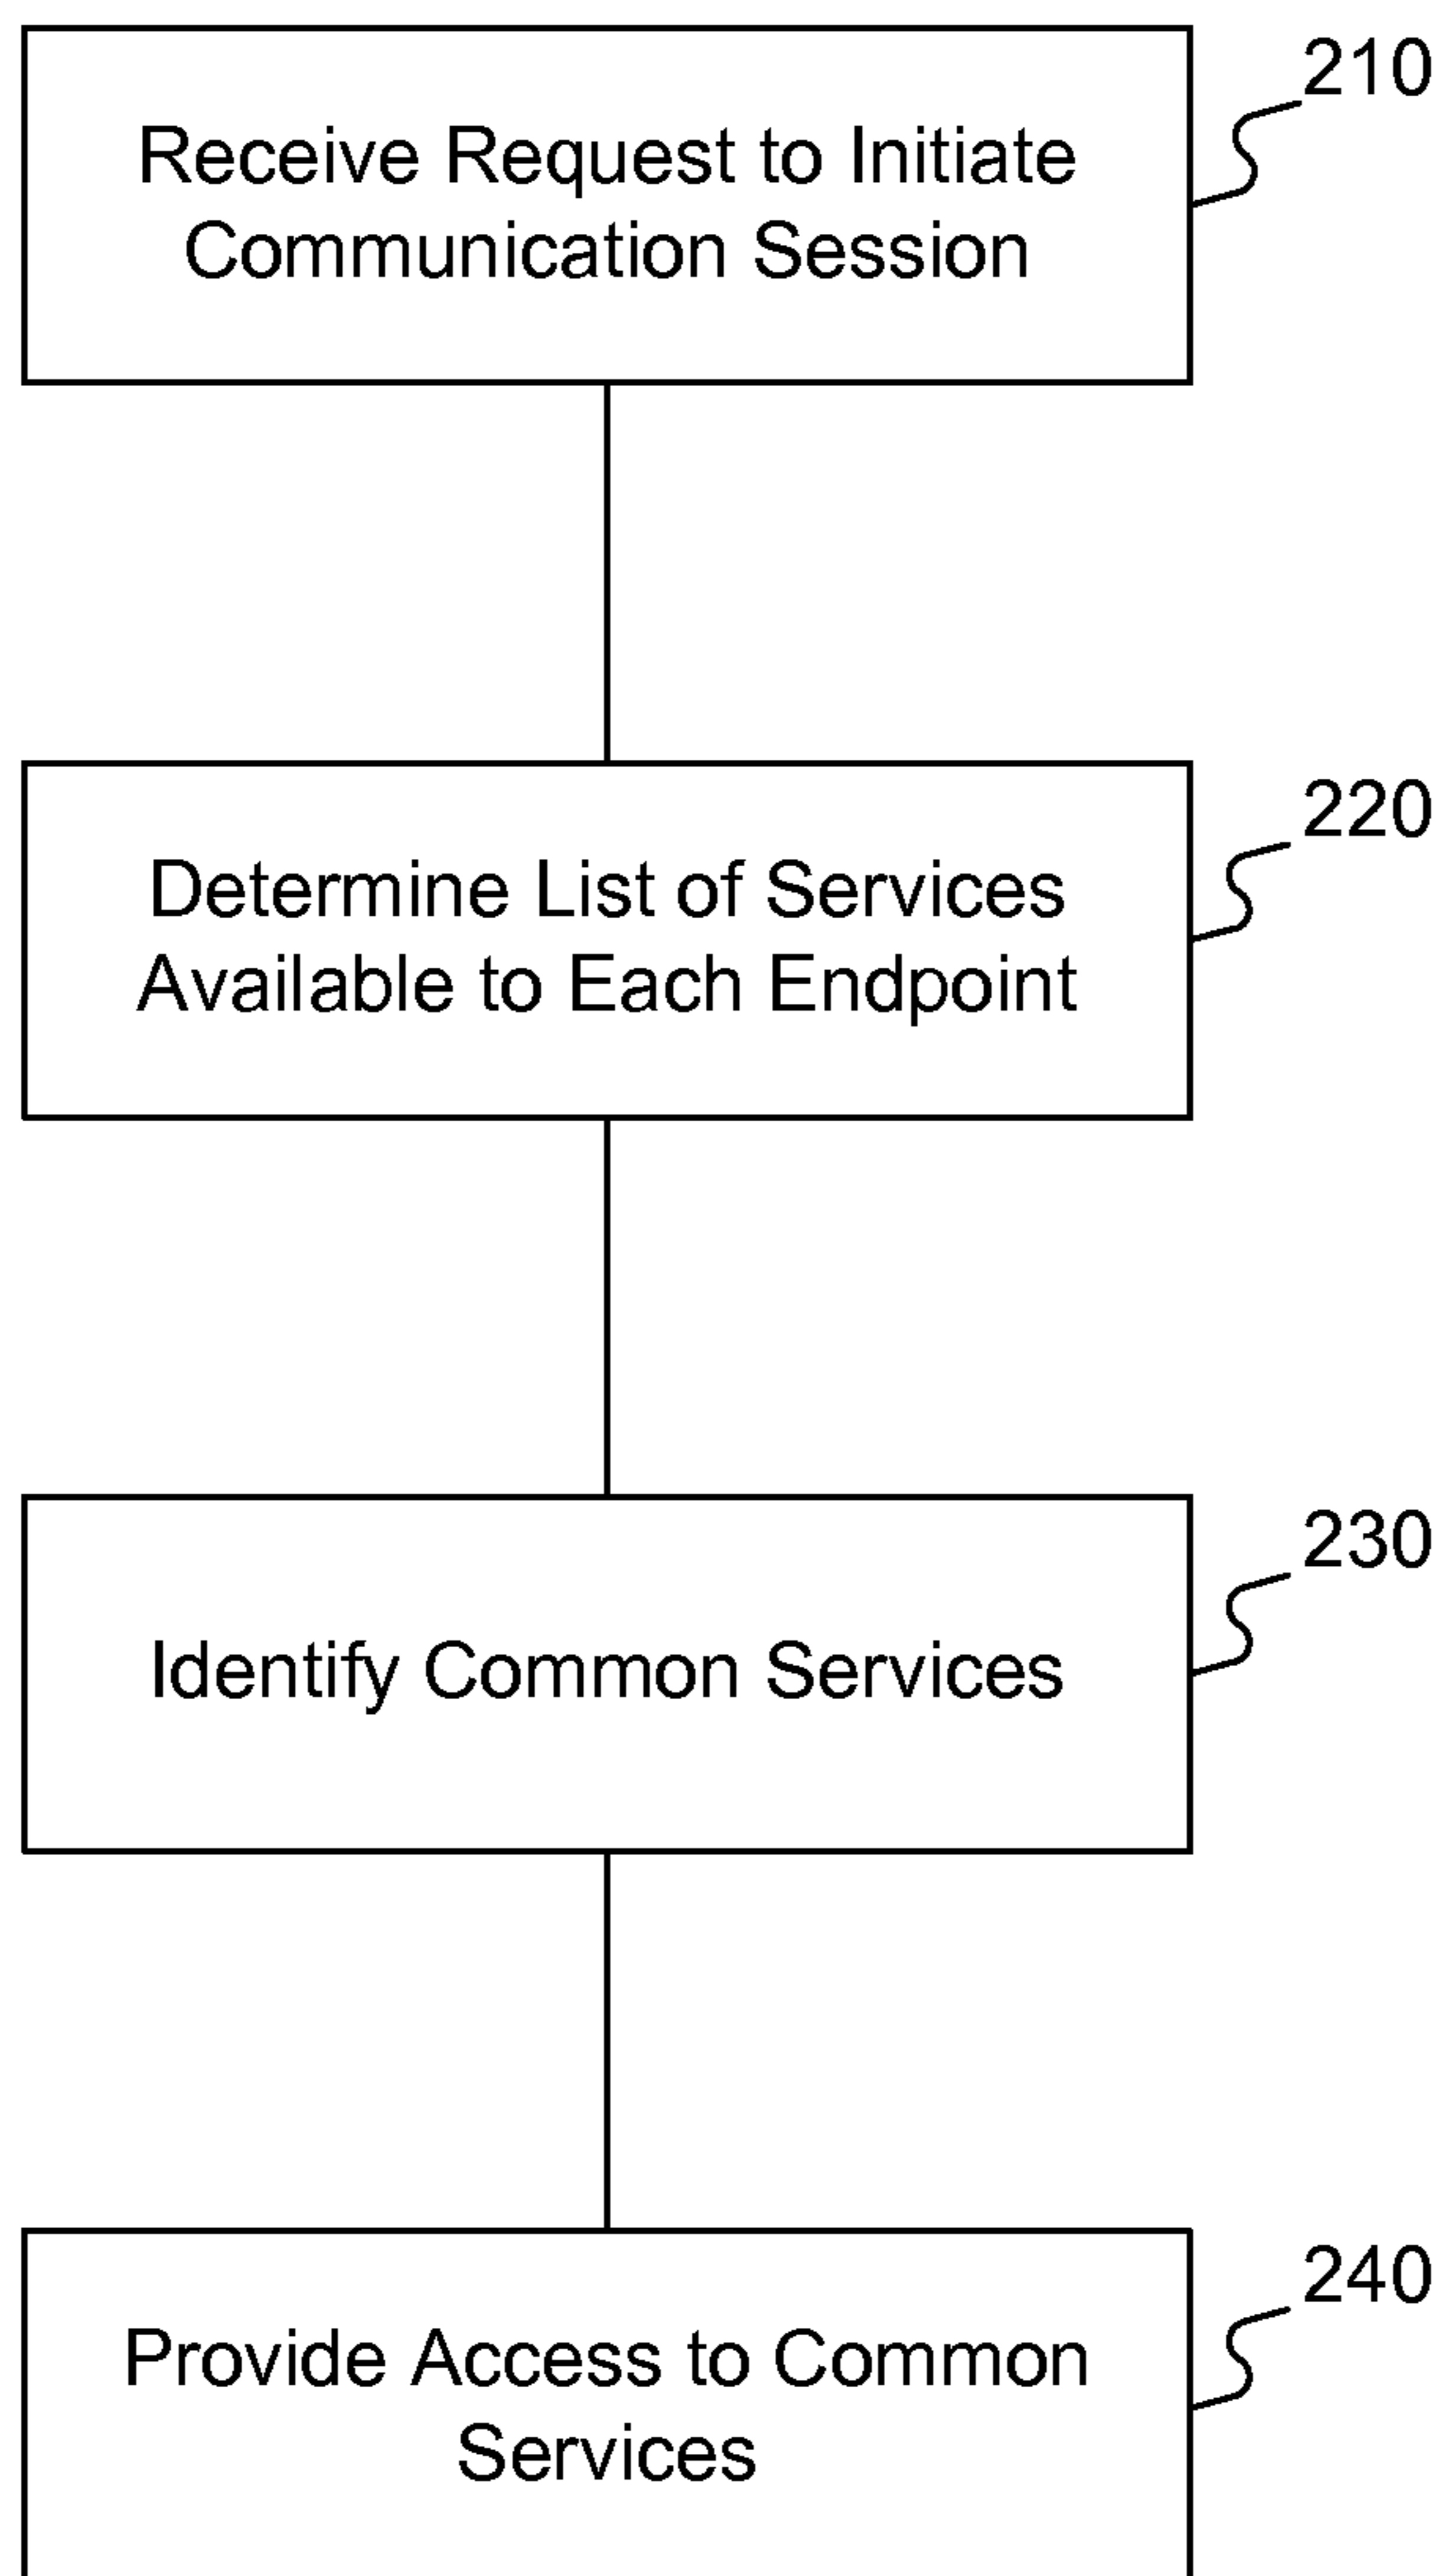 210
Receive Request to Initiate
Communication Session
220
Determine List of Services
Available to Each Endpoint
230
Identify Common Services
240
Provide Access to Common
Services